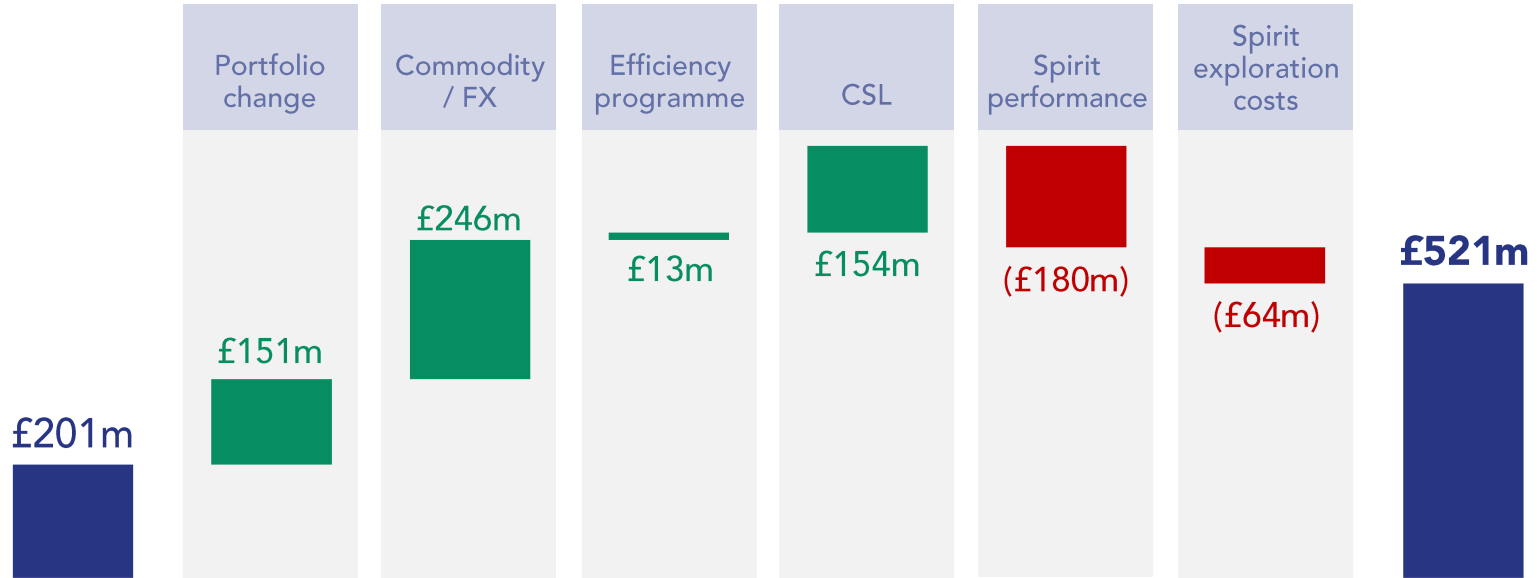 Portfolio
change
Commodity
/ FX
Efficiency
programme
CSL
Spirit
performance
Spirit
exploration
costs
£201m
£151m
£246m
£13m
£154m
(£180m)
(£64m)
£521m